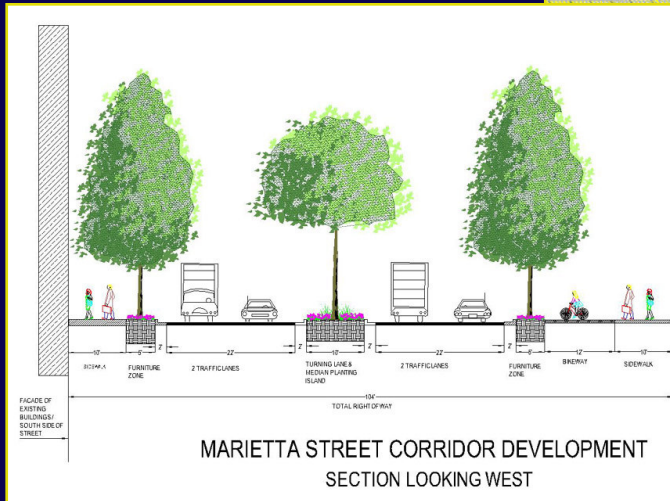 10'
2'
22'
2'
10'
2'
22'
2'
12'
10'
FURNITURE
ZONE
2 TRAFFIC LANES
TURNING LANE &
MEDIAN PLANTING
ISLAND
2 TRAFFIC LANES
FURNITURE
ZONE
BIKEWAY
SIDEWALK
104'
TOTAL RIGHT OF WAY
FACADE OF
EXISTING
BUILDINGS/
SOUTH SIDE OF
STREET
MARIETTA STREET CORRIDOR DEVELOPMENT
SECTION LOOKING WEST